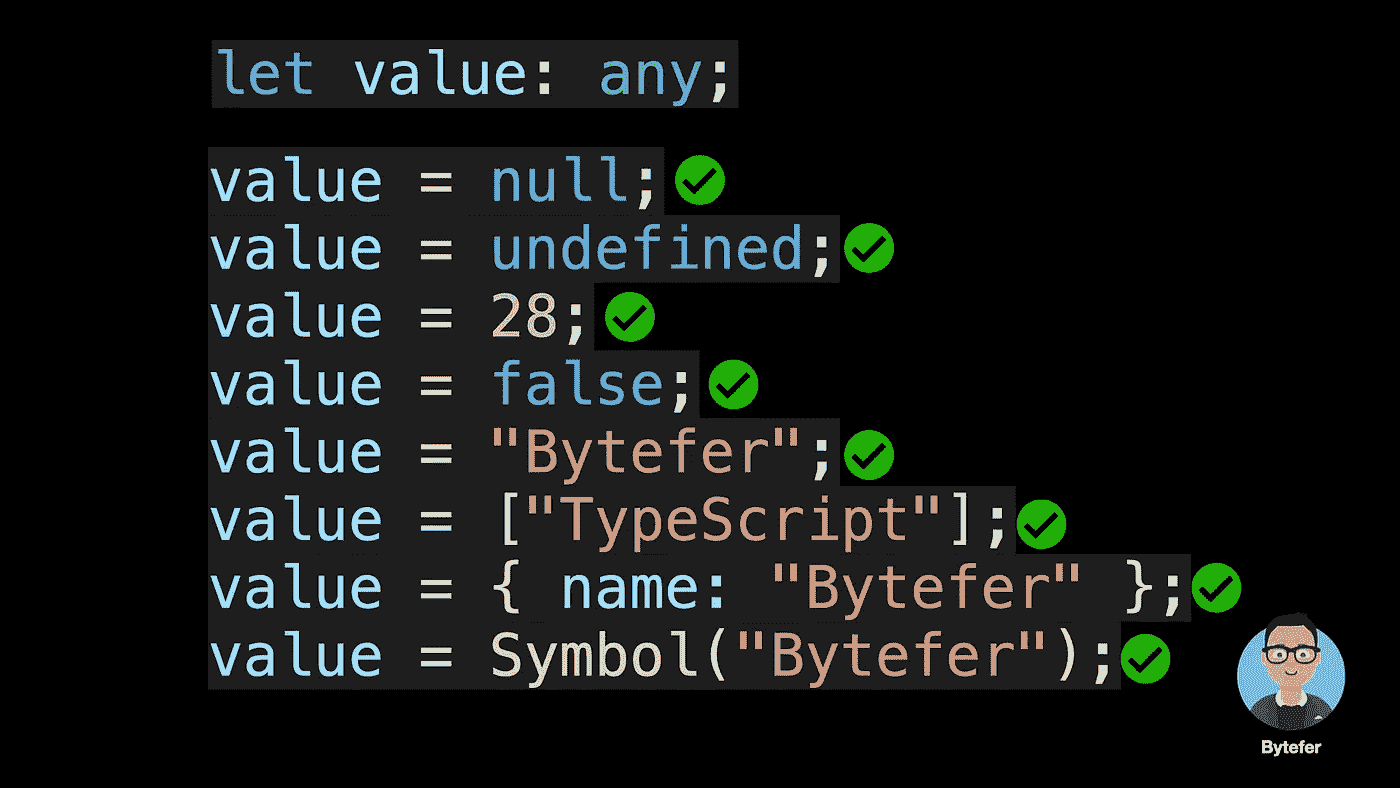 let value: any;
value = null;
value = undefined;
value = 28;
value = false;
value = "Bytefer";
value = ["TypeScript"];
value = { name: "Bytefer" };
value = Symbol("Bytefer");
Bytefer